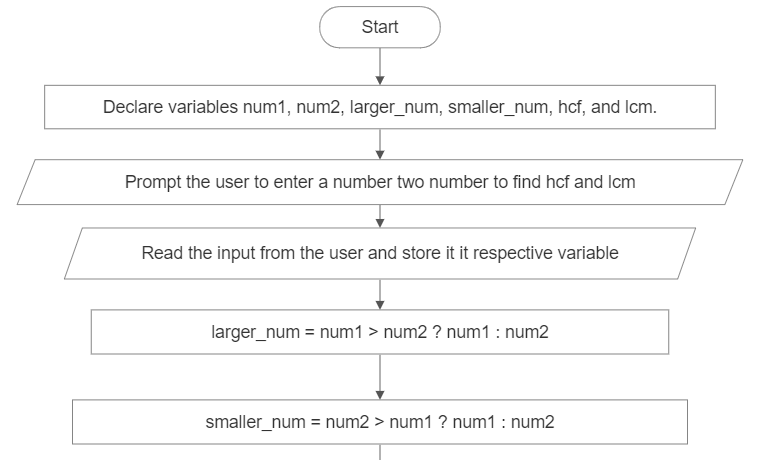 Start
Declare variables num1, num2, larger_num, smaller_num, hcf, and lcm.
Prompt the user to enter a number two number to find hcf and lcm
Read the input from the user and store it it respective variable
larger_num = num1 > num2 ? num1 : num2
smaller_num = num2 > num1 ? num1 : num2